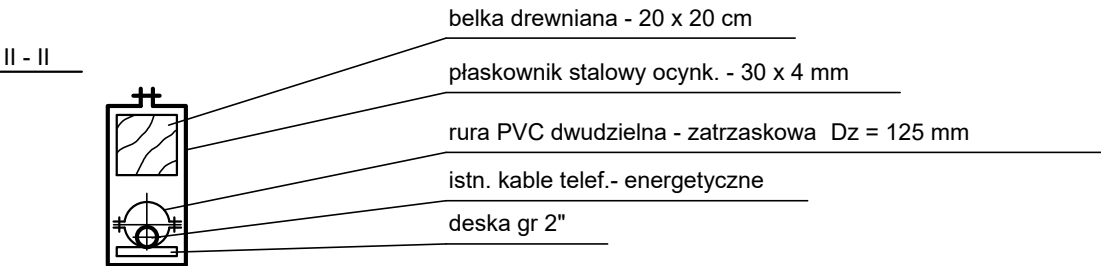 II - II
belka drewniana - 20 x 20 cm
płaskownik stalowy ocynk. - 30 x 4 mm
rura PVC dwudzielna - zatrzaskowa Dz = 125 mm
istn. kable telef.- energetyczne
deska gr 2"